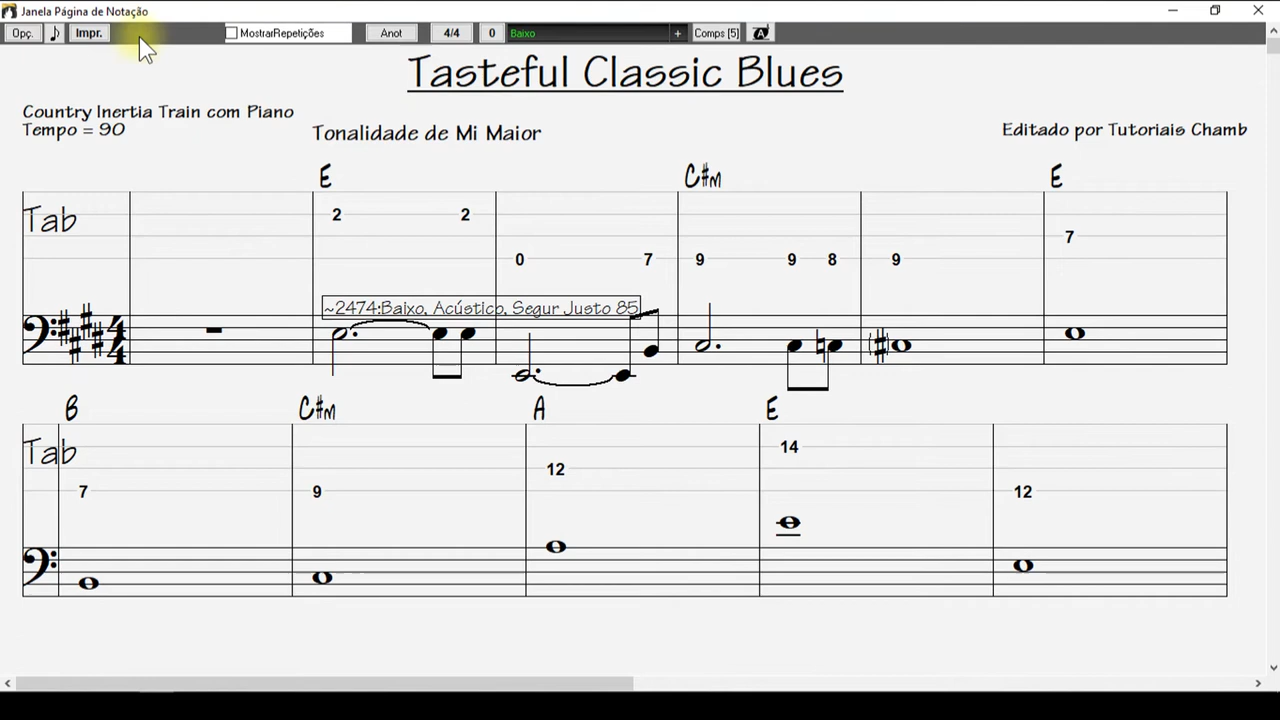 Janela Página de Notação
Opç. ♪ Impr. MostrarRepetições Anot 4/4 0 Baixo + Comps [5] A
Tasteful Classic Blues
Country Inertia Train com Piano
Tempo = 90
Tonalidade de Mi Maior
Editado por Tutoriais Chamb
E C#m E
Tab 2 2 0 7 9 9 8 9 7
~2474:Baixo, Acústico, Segur Justo 85
4/4
B C#m A E
Tab 7 9 12 14 12